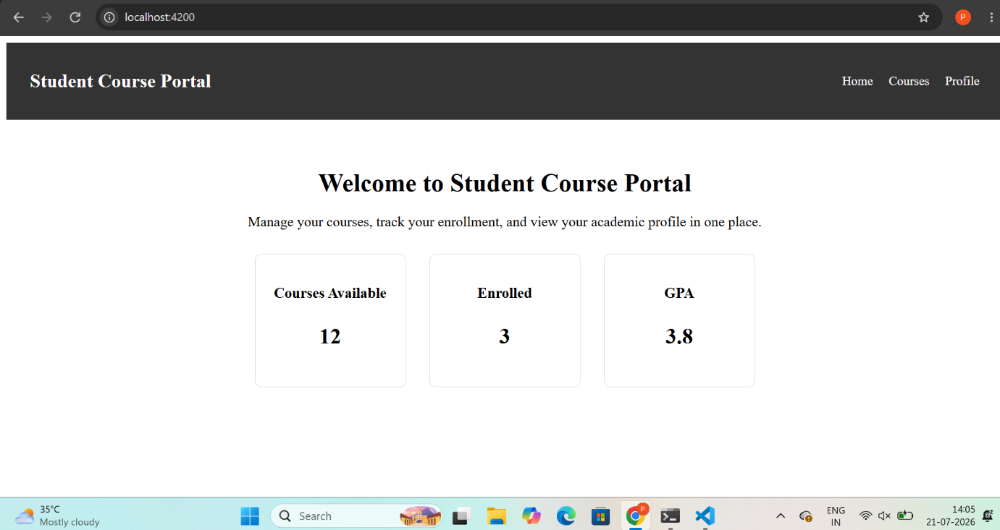 localhost:4200
P
Student Course Portal
Home Courses Profile
Welcome to Student Course Portal
Manage your courses, track your enrollment, and view your academic profile in one place.
Courses Available Enrolled GPA
12 3 3.8
35°C
Mostly cloudy
Search
P
ENG
IN
14:05
21-07-2026